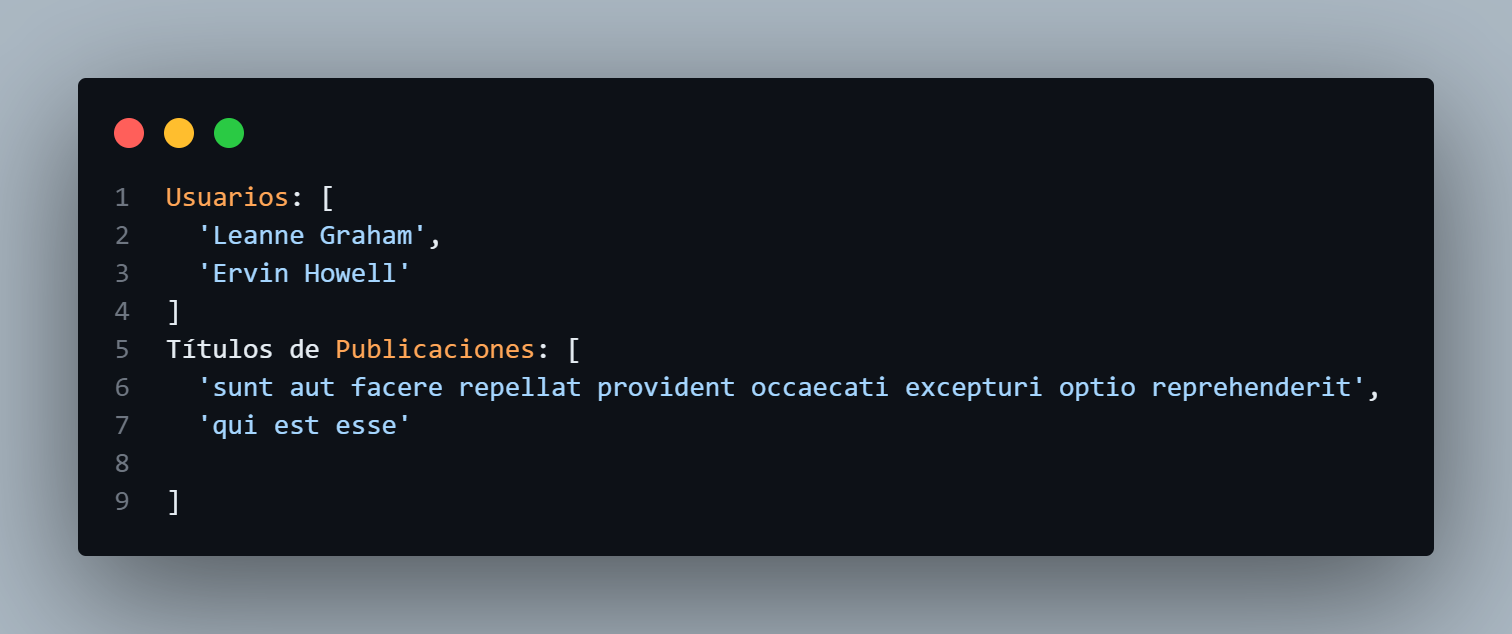 1 Usuarios: [
2   'Leanne Graham',
3   'Ervin Howell'
4 ]
5 Títulos de Publicaciones: [
6   'sunt aut facere repellat provident occaecati excepturi optio reprehenderit',
7   'qui est esse'
8
9 ]